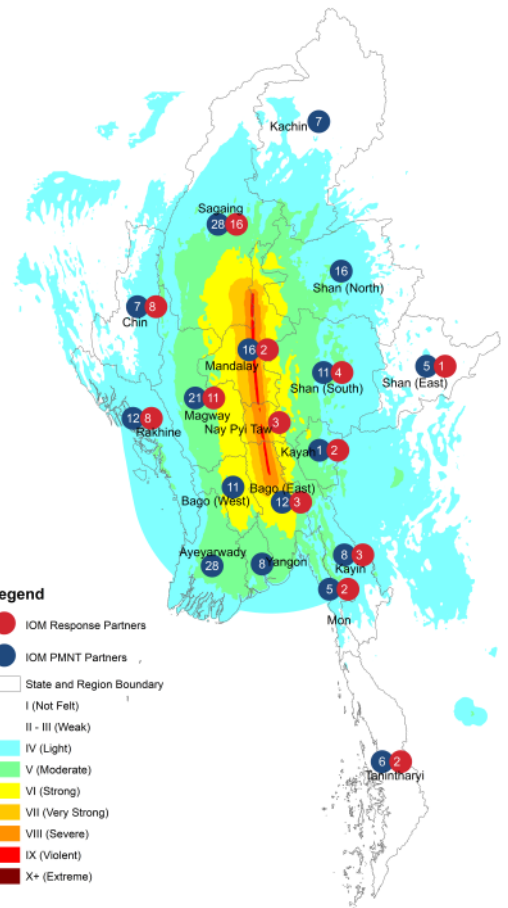 7
Kachin
Sagaing
28 16
16
Shan (North)
7 8
Chin
16 2
Mandalay
11 4
Shan (South)
5 1
Shan (East)
21 11
Magway
12 8
Rakhine
3
Nay Pyi Taw
Kayah 1 2
11
Bago (West)
Bago (East)
12 3
Ayeyarwady
28
8 Yangon
8 3
Kayin
5 2
Mon
6 2
Tanintharyi
egend
IOM Response Partners
IOM PMNT Partners
State and Region Boundary
I (Not Felt)
II - III (Weak)
IV (Light)
V (Moderate)
VI (Strong)
VII (Very Strong)
VIII (Severe)
IX (Violent)
X+ (Extreme)